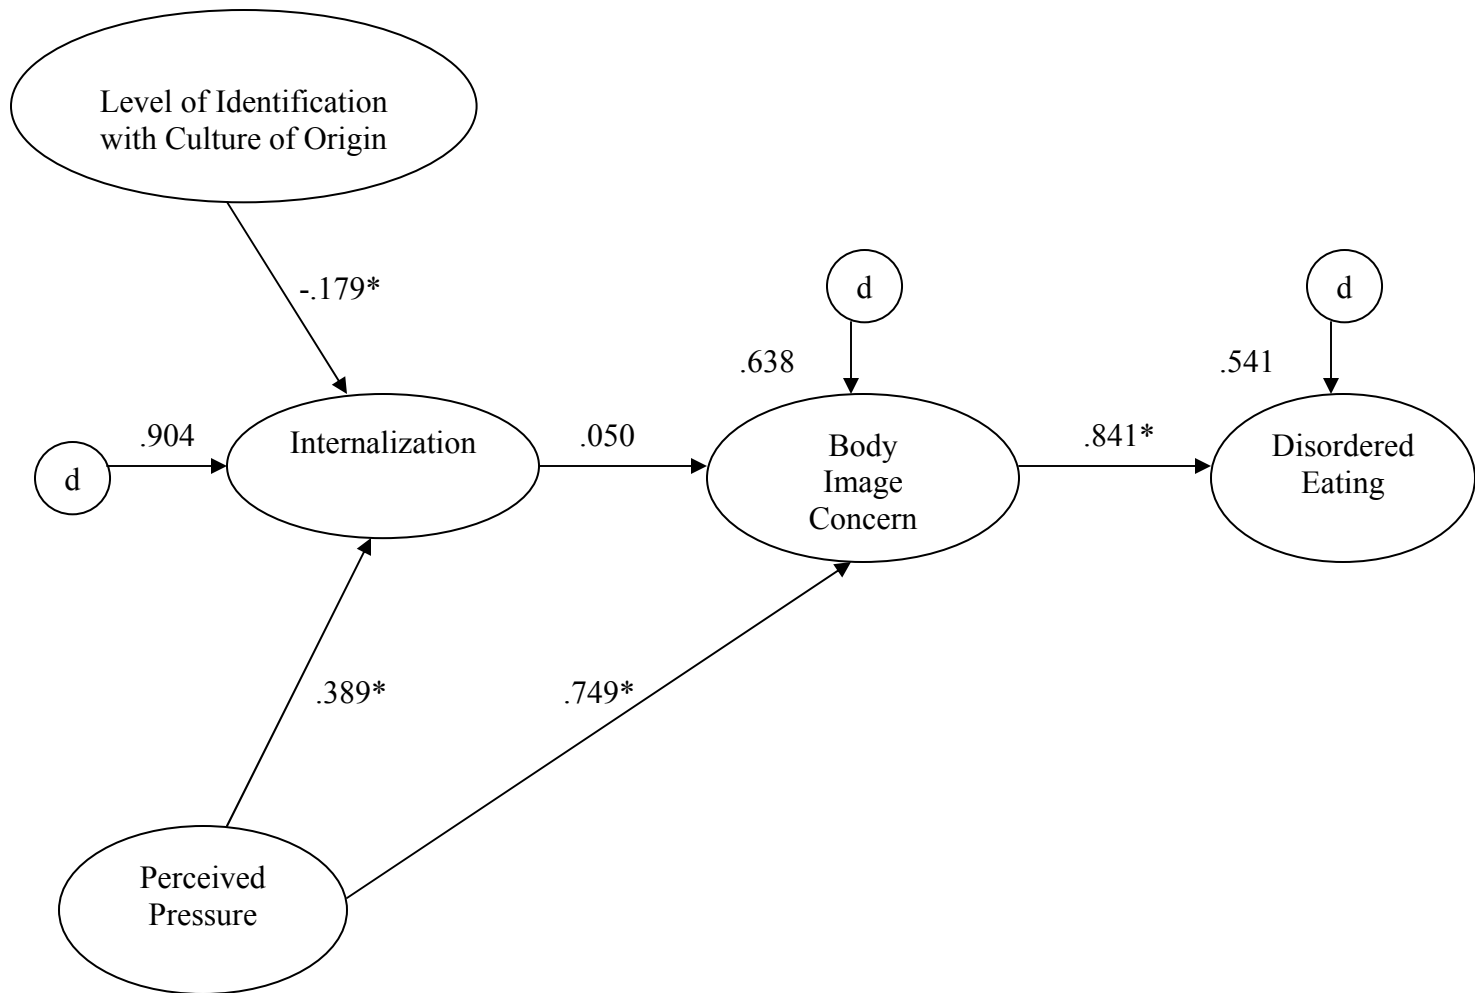 Level of Identification
with Culture of Origin
-.179*
d
d
.638
.541
.904
Internalization
.050
Body
Image
Concern
.841*
Disordered
Eating
d
.389*
.749*
Perceived
Pressure